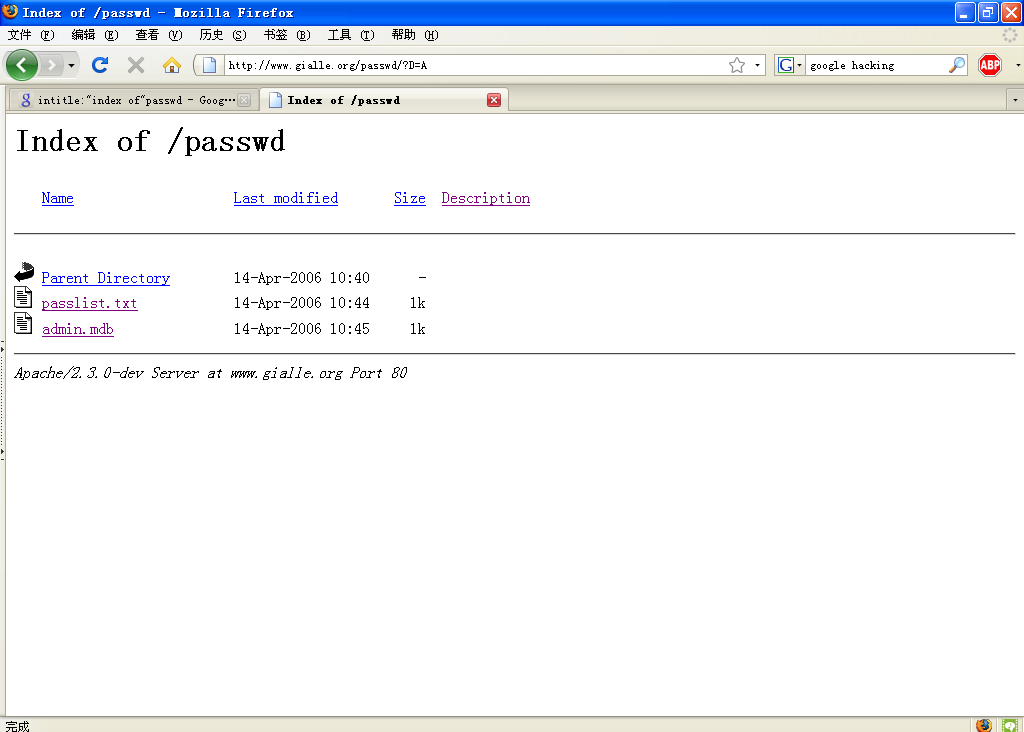 Index of /passwd - Mozilla Firefox
文件 (F) 编辑 (E) 查看 (V) 历史 (S) 书签 (B) 工具 (T) 帮助 (H)
http://www.gialle.org/passwd/?D=A
G google hacking ABP
intitle:"index of"passwd - Goog…
Index of /passwd
Index of /passwd
Name Last modified Size Description
Parent Directory 14-Apr-2006 10:40 -
passlist.txt 14-Apr-2006 10:44 1k
admin.mdb 14-Apr-2006 10:45 1k
Apache/2.3.0-dev Server at www.gialle.org Port 80
完成